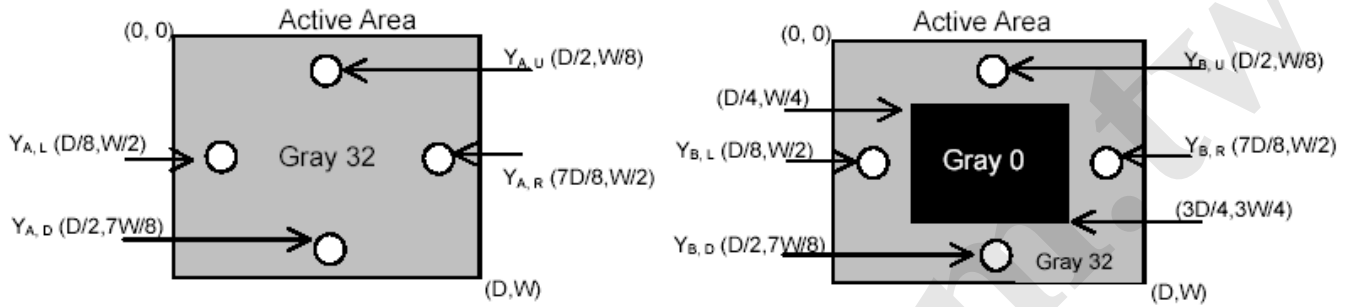 Active Area
(0, 0)
YA, U (D/2,W/8)
YA, L (D/8,W/2)
Gray 32
YA, R (7D/8,W/2)
YA, D (D/2,7W/8)
(D,W)
Active Area
(0, 0)
YB, U (D/2,W/8)
(D/4,W/4)
YB, L (D/8,W/2)
Gray 0
YB, R (7D/8,W/2)
(3D/4,3W/4)
YB, D (D/2,7W/8)
Gray 32
(D,W)